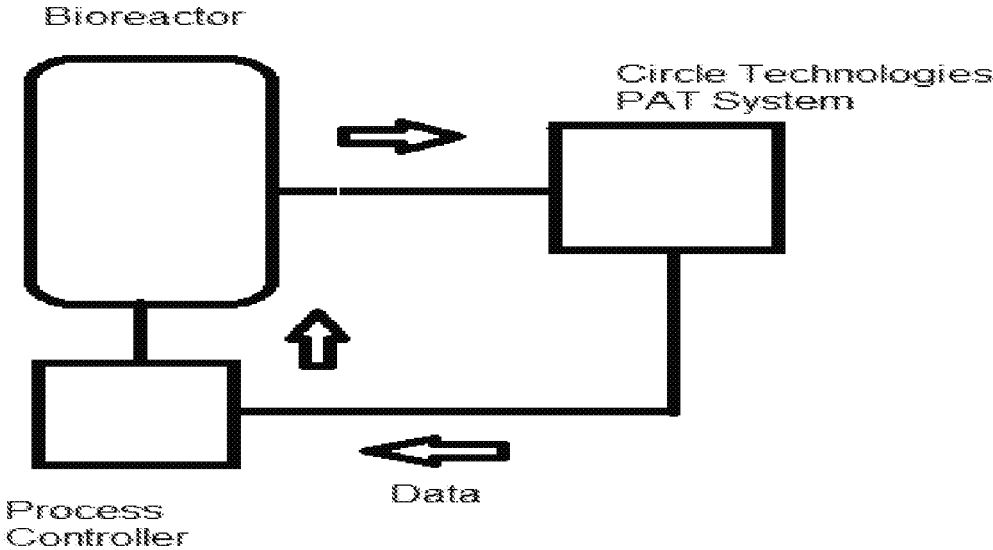 Bioreactor
Circle Technologies
PAT System
Data
Process
Controller